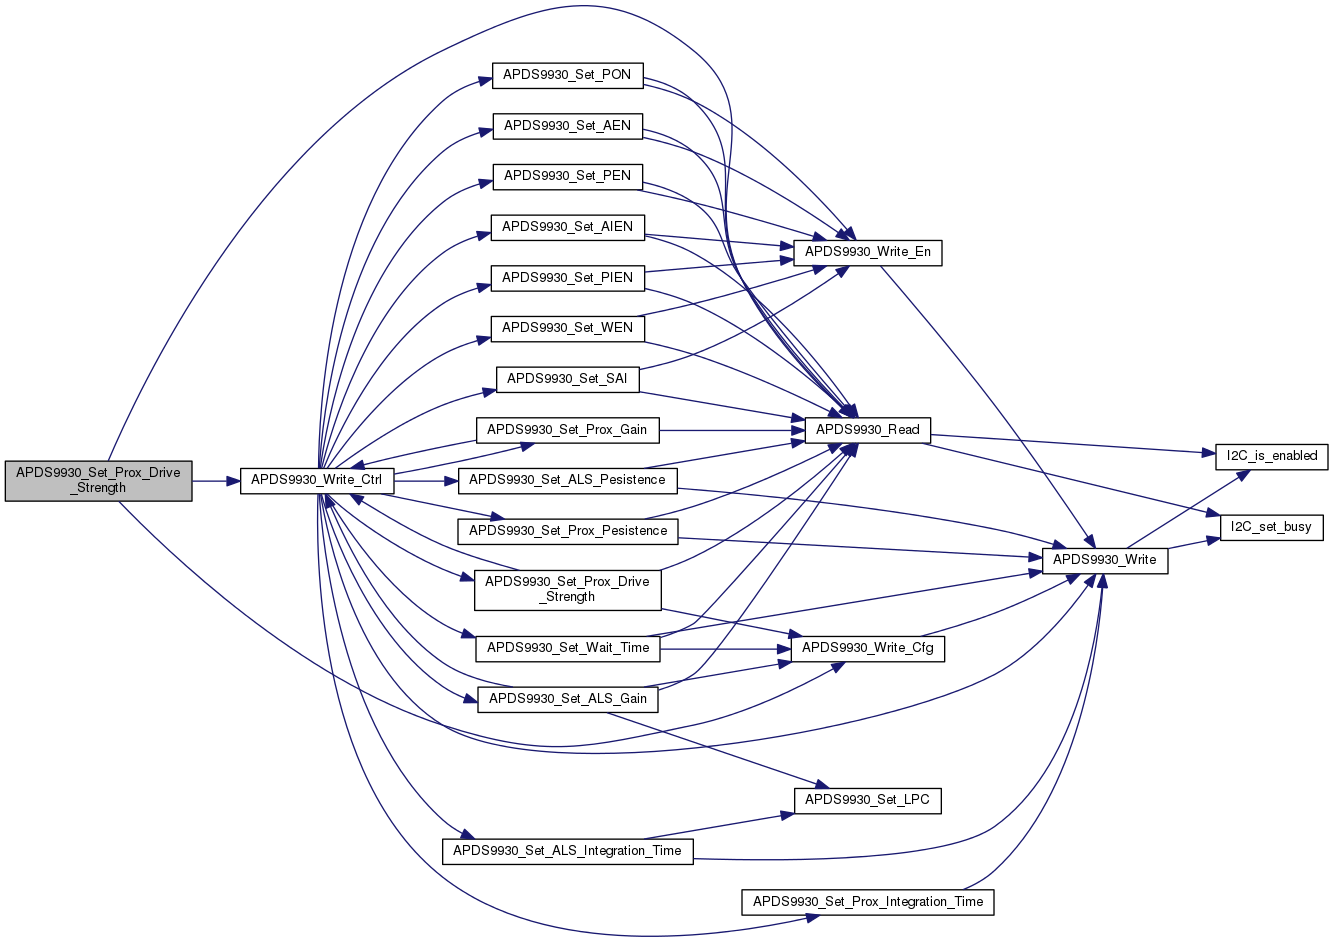 APDS9930_Set_PON
APDS9930_Set_AEN
APDS9930_Set_PEN
APDS9930_Set_AIEN
APDS9930_Write_En
APDS9930_Set_PIEN
APDS9930_Set_WEN
APDS9930_Set_SAI
APDS9930_Set_Prox_Gain
APDS9930_Read
I2C_is_enabled
APDS9930_Set_Prox_Drive
_Strength
APDS9930_Write_Ctrl
APDS9930_Set_ALS_Pesistence
APDS9930_Set_Prox_Pesistence
I2C_set_busy
APDS9930_Write
APDS9930_Set_Prox_Drive
_Strength
APDS9930_Set_Wait_Time
APDS9930_Write_Cfg
APDS9930_Set_ALS_Gain
APDS9930_Set_LPC
APDS9930_Set_ALS_Integration_Time
APDS9930_Set_Prox_Integration_Time